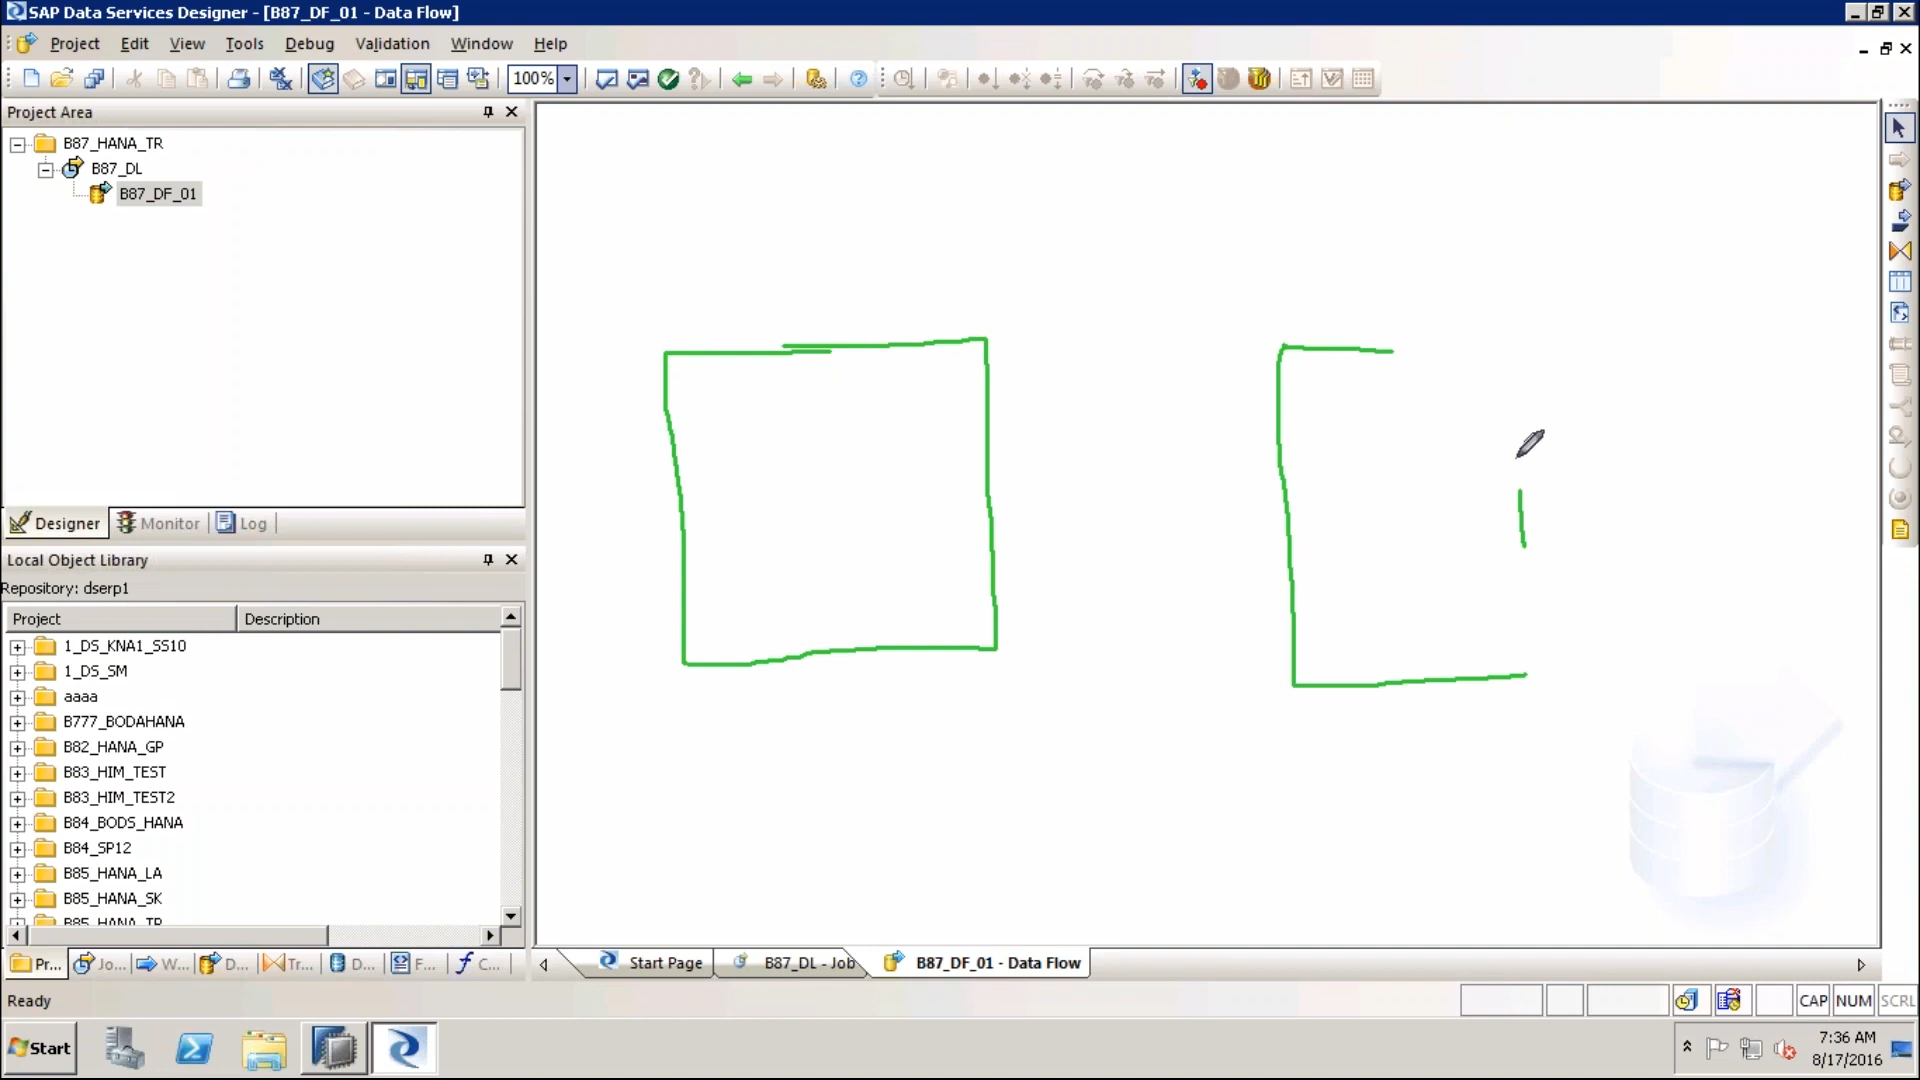 SAP Data Services Designer - [B87_DF_01 - Data Flow]
Project Edit View Tools Debug Validation Window Help
100%
Project Area
B87_HANA_TR
B87_DL
B87_DF_01
Designer Monitor Log
Local Object Library
Repository: dserp1
Project Description
1_DS_KNA1_SS10
1_DS_SM
aaaa
B777_BODAHANA
B82_HANA_GP
B83_HIM_TEST
B83_HIM_TEST2
B84_BODS_HANA
B84_SP12
B85_HANA_LA
B85_HANA_SK
B85_HANA_TR
Pr... Jo... W... D... Tr... D... F... C...
Start Page B87_DL - Job B87_DF_01 - Data Flow
Ready
CAP NUM SCRL
Start
7:36 AM
8/17/2016